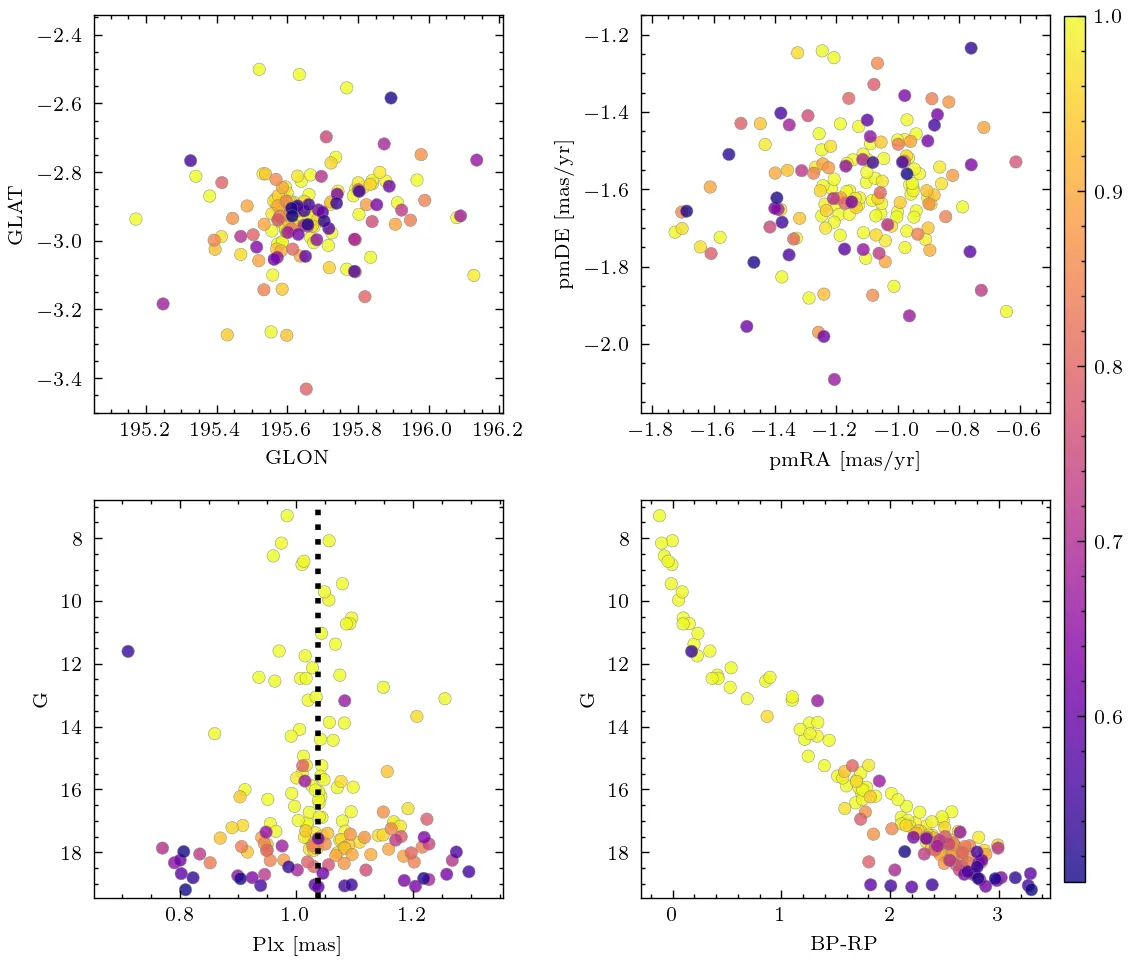 −2.4
−2.6
−2.8
−3.0
−3.2
−3.4
GLAT
195.2 195.4 195.6 195.8 196.0 196.2
GLON
−1.2
−1.4
−1.6
−1.8
−2.0
pmDE [mas/yr]
−1.8 −1.6 −1.4 −1.2 −1.0 −0.8 −0.6
pmRA [mas/yr]
1.0
0.9
0.8
0.7
0.6
8
10
12
14
16
18
G
0.8 1.0 1.2
Plx [mas]
8
10
12
14
16
18
G
0 1 2 3
BP-RP